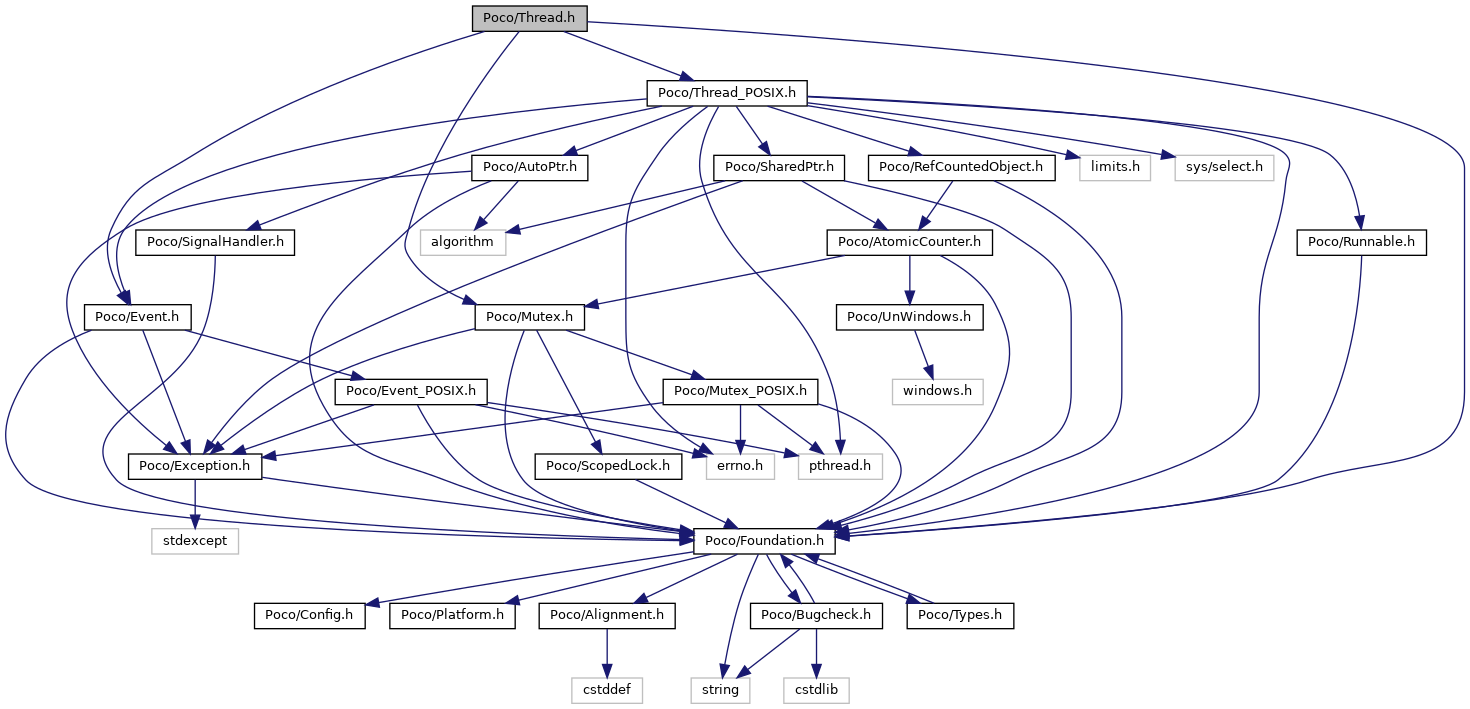 Poco/Thread.h
Poco/Thread_POSIX.h
Poco/AutoPtr.h
Poco/SharedPtr.h
Poco/RefCountedObject.h
limits.h
sys/select.h
Poco/SignalHandler.h
algorithm
Poco/AtomicCounter.h
Poco/Runnable.h
Poco/Event.h
Poco/Mutex.h
Poco/UnWindows.h
Poco/Event_POSIX.h
Poco/Mutex_POSIX.h
windows.h
Poco/Exception.h
Poco/ScopedLock.h
errno.h
pthread.h
stdexcept
Poco/Foundation.h
Poco/Config.h
Poco/Platform.h
Poco/Alignment.h
Poco/Bugcheck.h
Poco/Types.h
cstddef
string
cstdlib